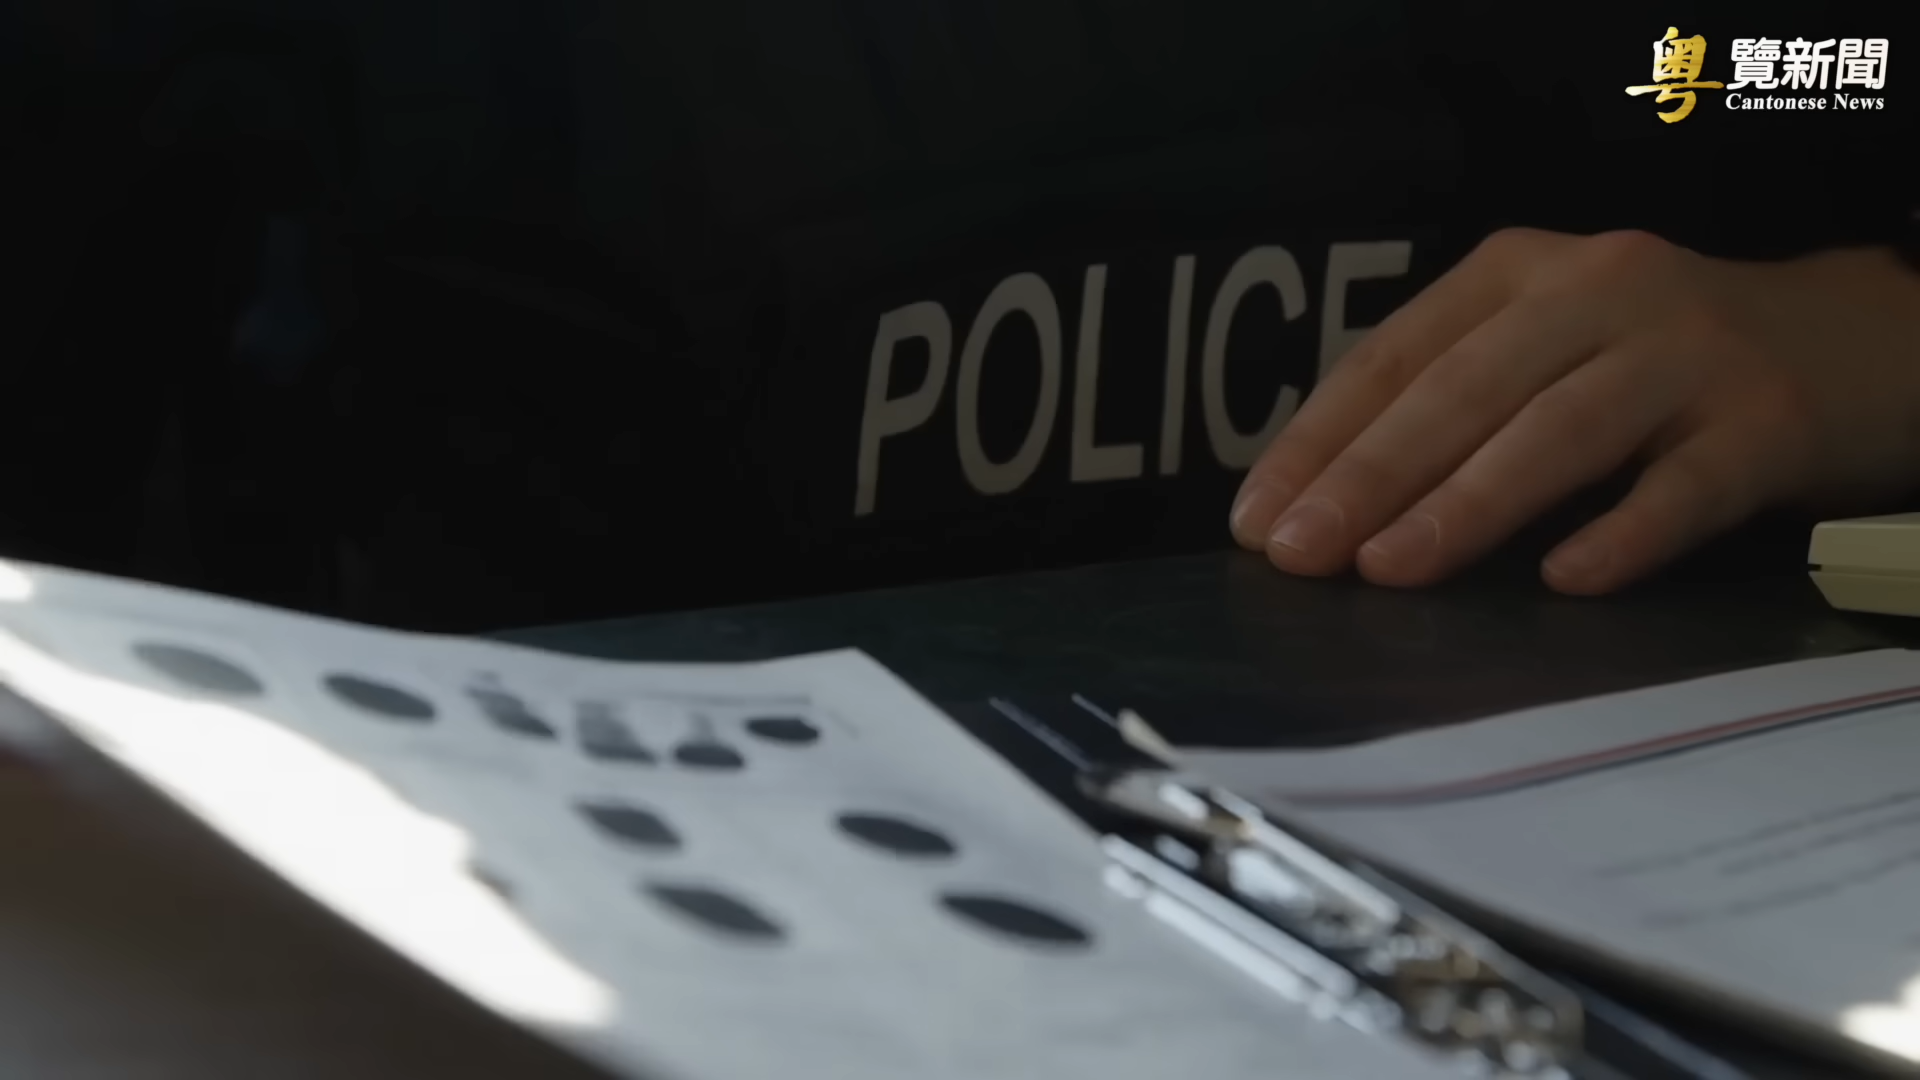 粵覽新聞
Cantonese News
POLICE